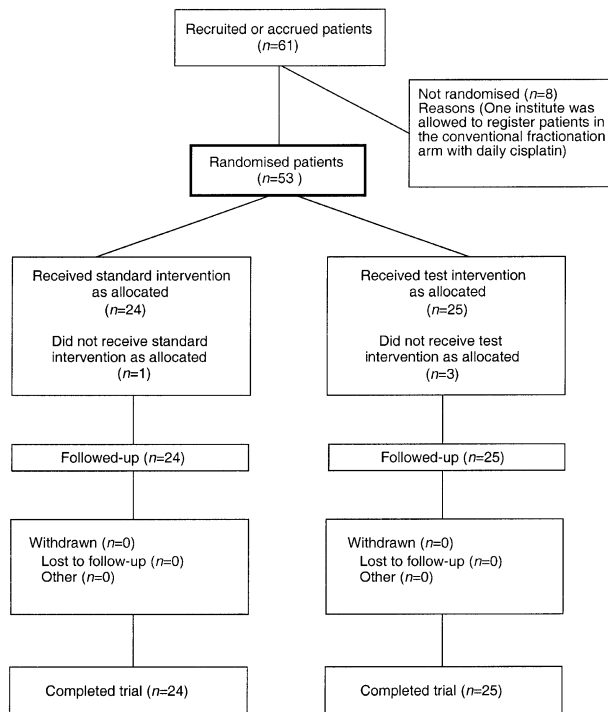 Recruited or accrued patients
(n=61)
Not randomised (n=8)
Reasons (One institute was
allowed to register patients in
the conventional fractionation
arm with daily cisplatin)
Randomised patients
(n=53 )
Received standard intervention
as allocated
(n=24)
Did not receive standard
intervention as allocated
(n=1)
Received test intervention
as allocated
(n=25)
Did not receive test
intervention as allocated
(n=3)
Followed-up (n=24)
Followed-up (n=25)
Withdrawn (n=0)
Lost to follow-up (n=0)
Other (n=0)
Withdrawn (n=0)
Lost to follow-up (n=0)
Other (n=0)
Completed trial (n=24)
Completed trial (n=25)